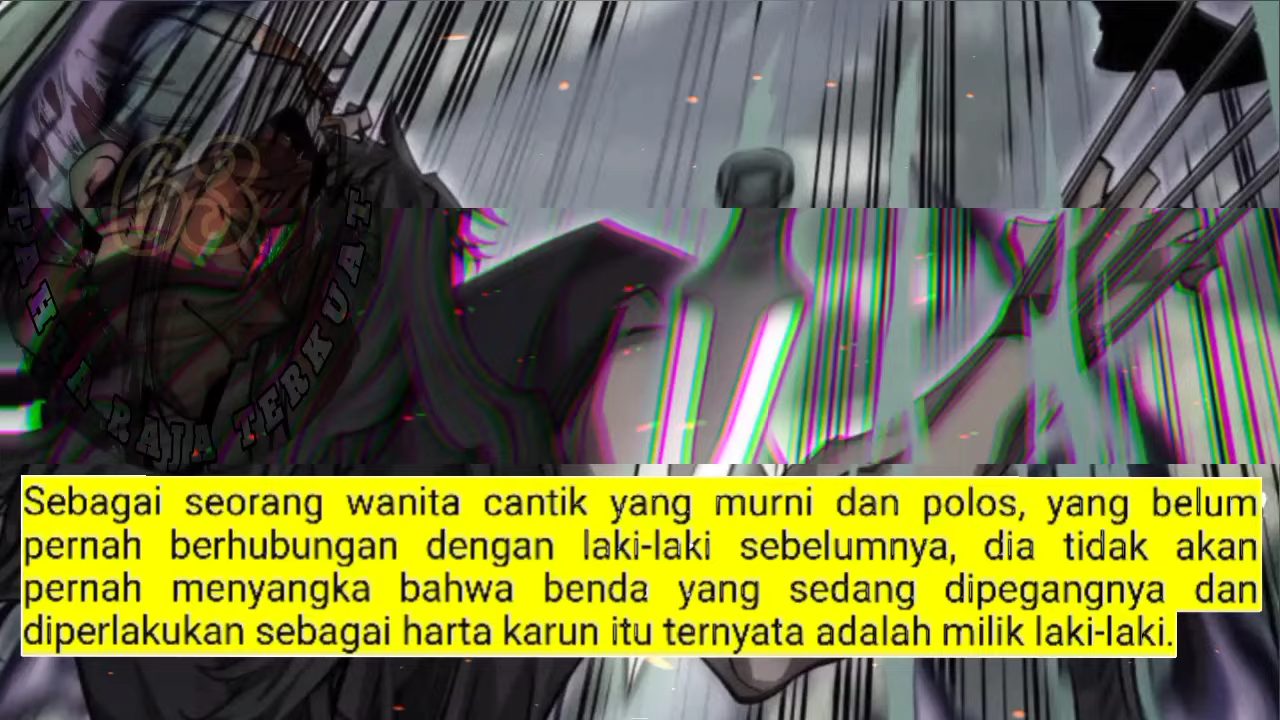 63
TAHTA RAJA TERKUAT
Sebagai seorang wanita cantik yang murni dan polos, yang belum
pernah berhubungan dengan laki-laki sebelumnya, dia tidak akan
pernah menyangka bahwa benda yang sedang dipegangnya dan
diperlakukan sebagai harta karun itu ternyata adalah milik laki-laki.